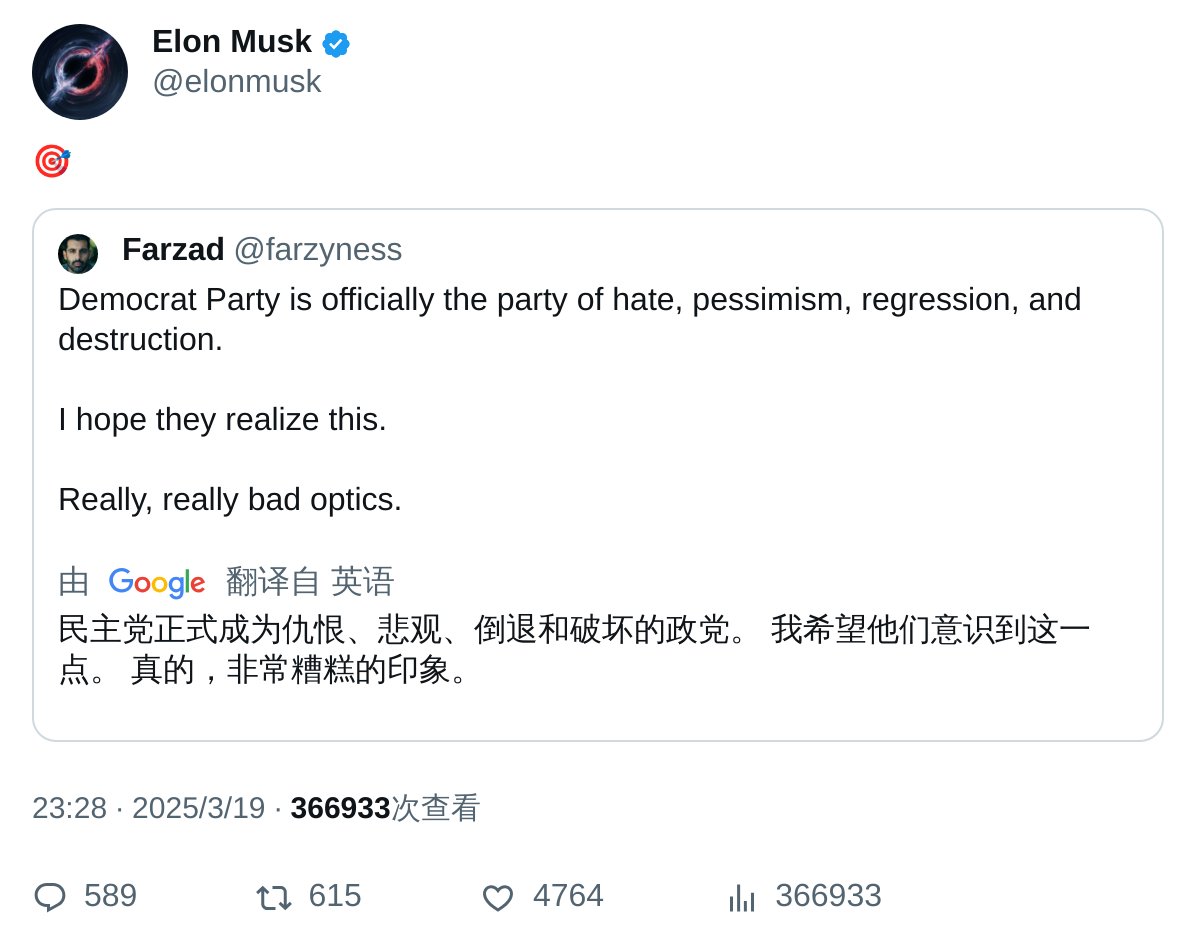 Elon Musk
@elonmusk
🎯
Farzad @farzyness
Democrat Party is officially the party of hate, pessimism, regression, and
destruction.
I hope they realize this.
Really, really bad optics.
由 Google 翻译自 英语
民主党正式成为仇恨、悲观、倒退和破坏的政党。 我希望他们意识到这一
点。 真的，非常糟糕的印象。
23:28 · 2025/3/19 · 366933次查看
589 615 4764 366933